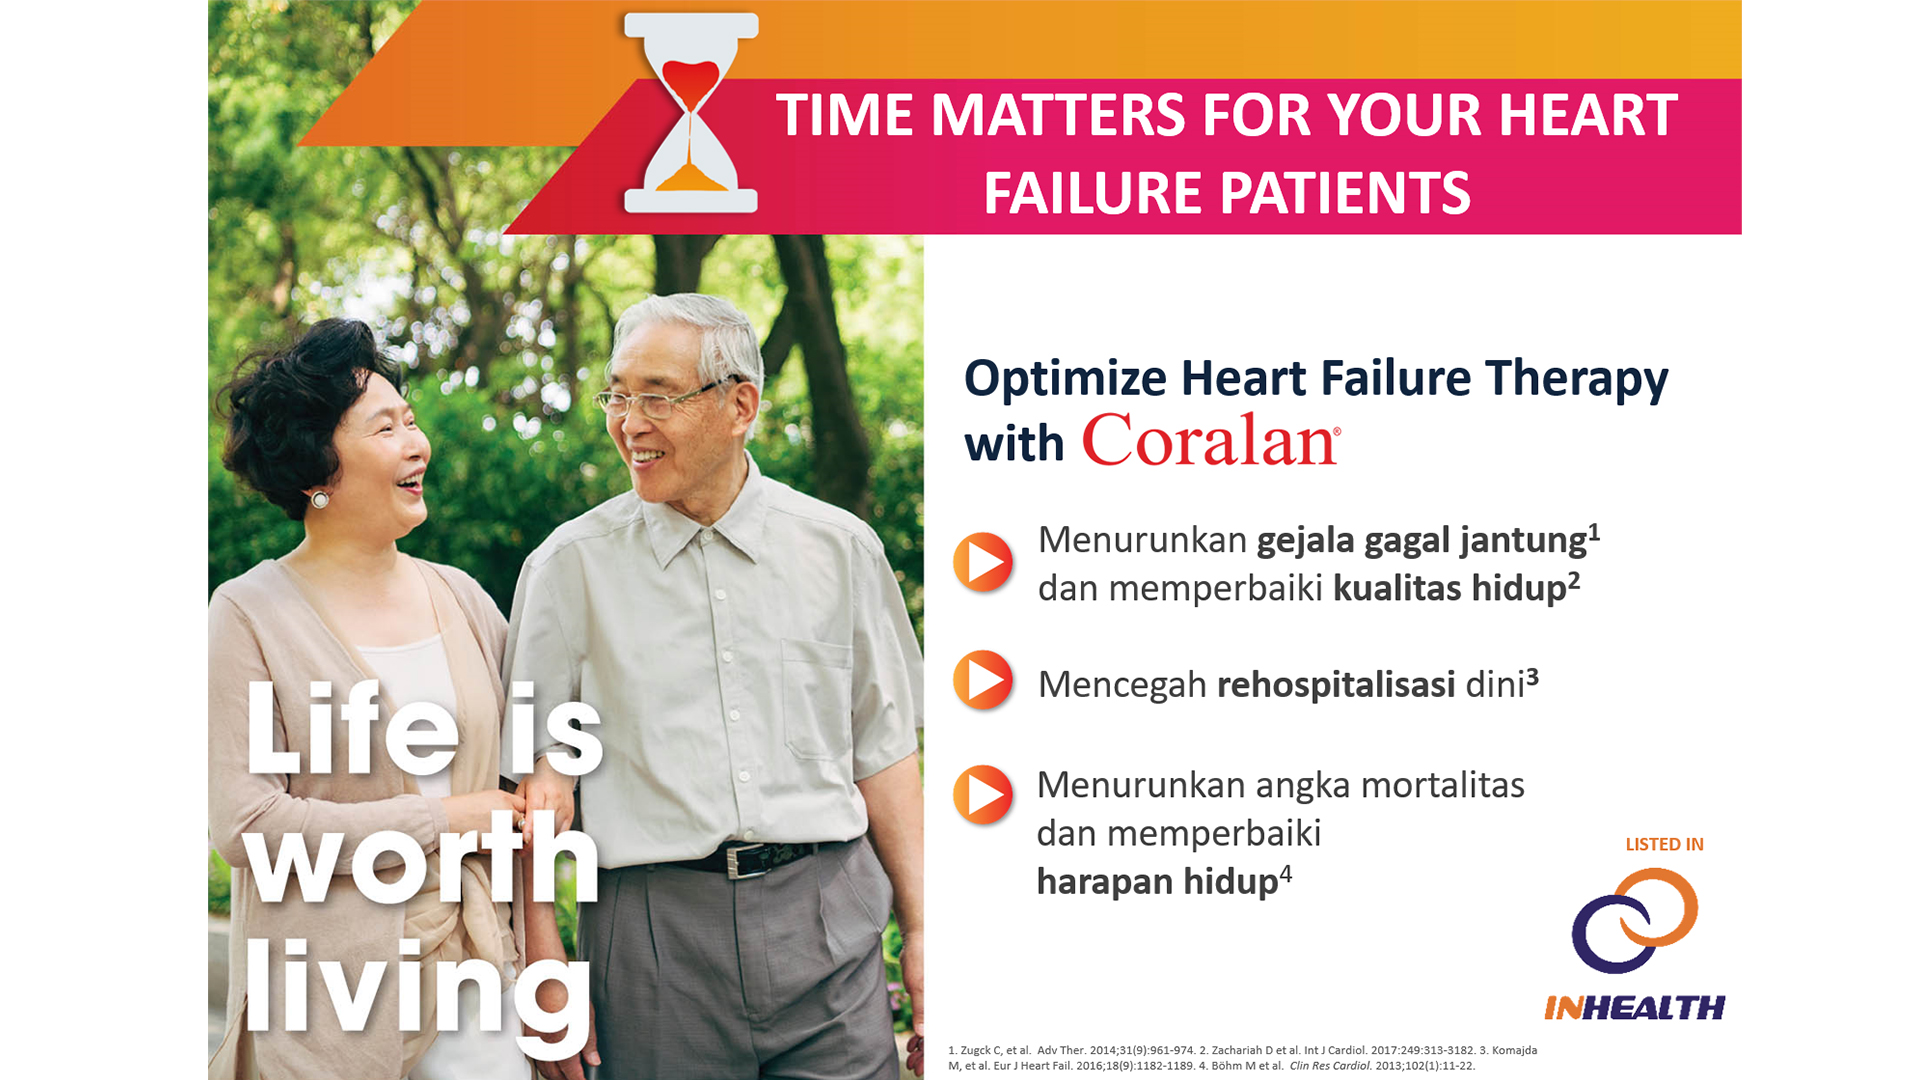 TIME MATTERS FOR YOUR HEART
FAILURE PATIENTS
Optimize Heart Failure Therapy
with Coralan®
Menurunkan gejala gagal jantung¹
dan memperbaiki kualitas hidup²
Mencegah rehospitalisasi dini³
Menurunkan angka mortalitas
dan memperbaiki
harapan hidup⁴
Life is
worth
living
LISTED IN
INHEALTH
1. Zugck C, et al. Adv Ther. 2014;31(9):961-974. 2. Zachariah D et al. Int J Cardiol. 2017:249:313-3182. 3. Komajda
M, et al. Eur J Heart Fail. 2016;18(9):1182-1189. 4. Böhm M et al. Clin Res Cardiol. 2013;102(1):11-22.